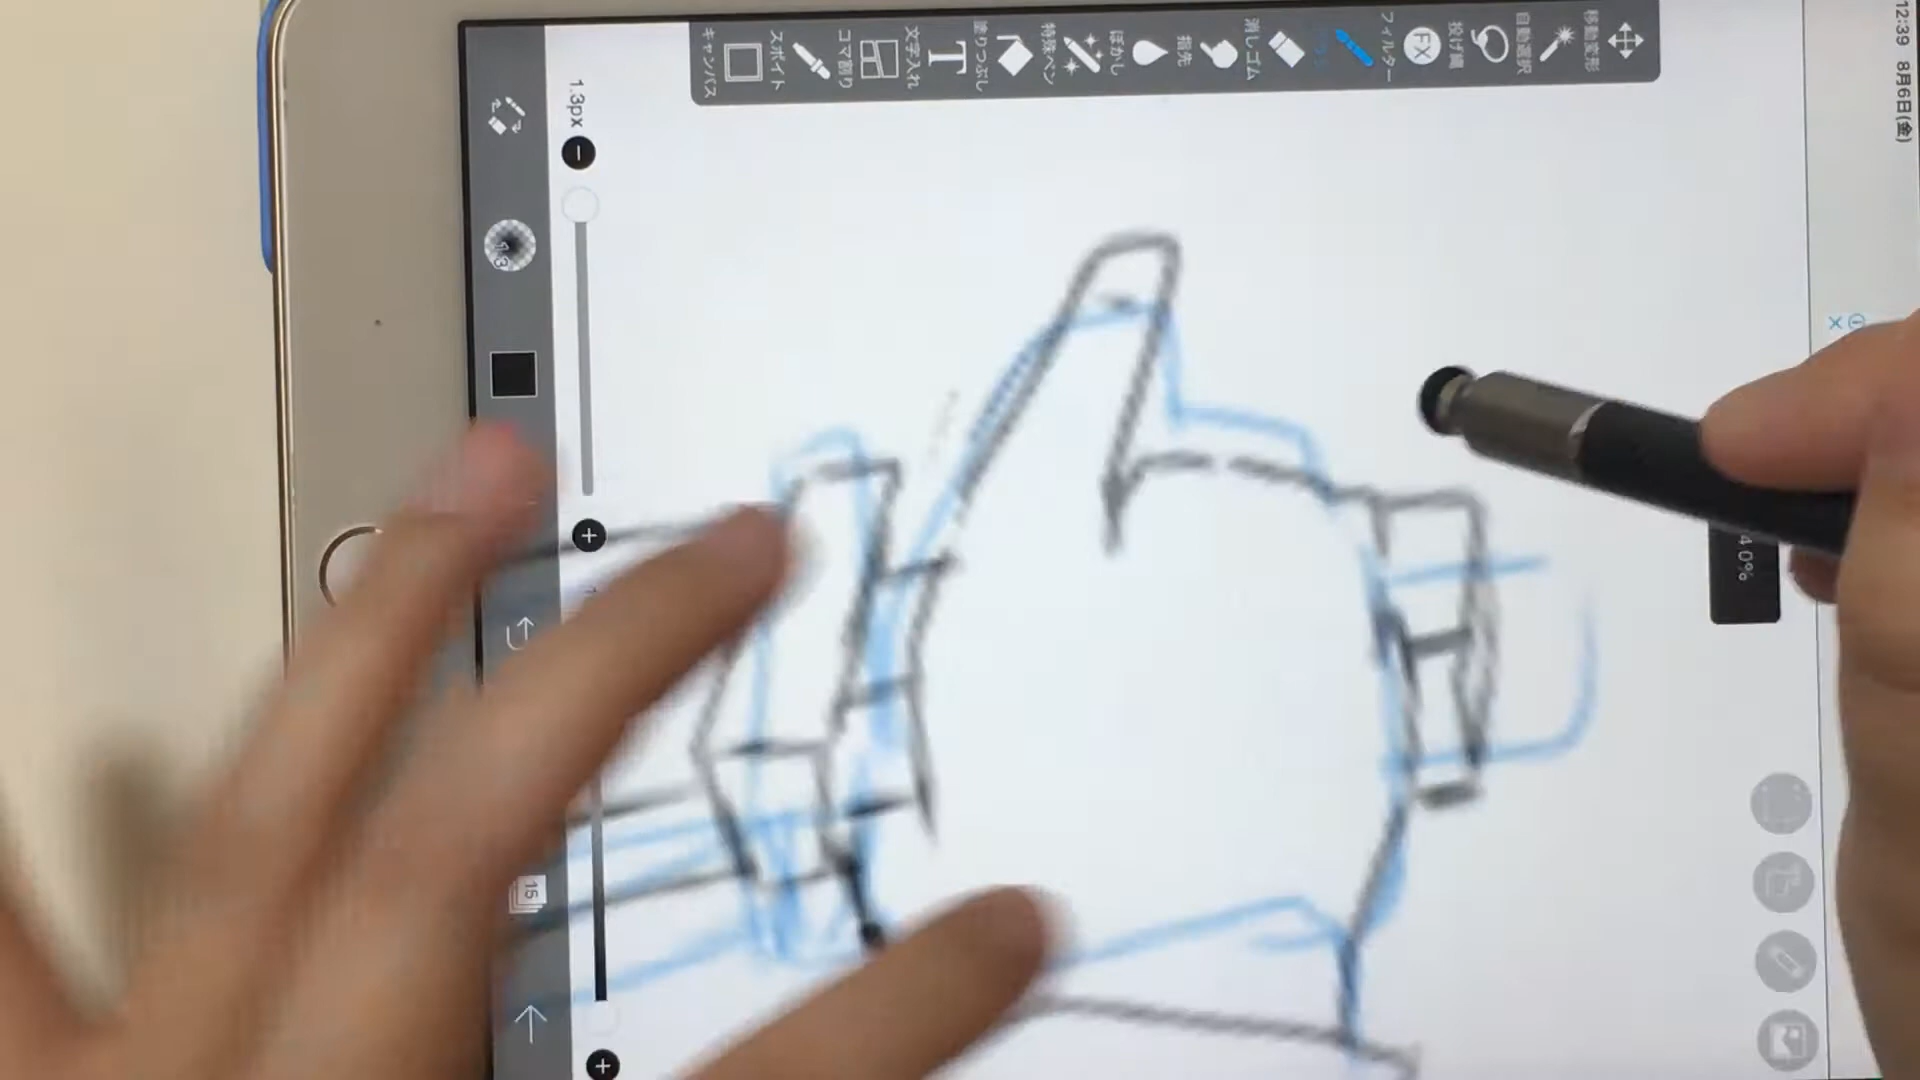 12:39 8月6日(金)
移動変形
自動選択
投げ縄
フィルター
消しゴム
指先
ぼかし
特殊ペン
塗りつぶし
文字入れ
コマ割り
スポイト
キャンバス
FX
T
1.3px
40%
15